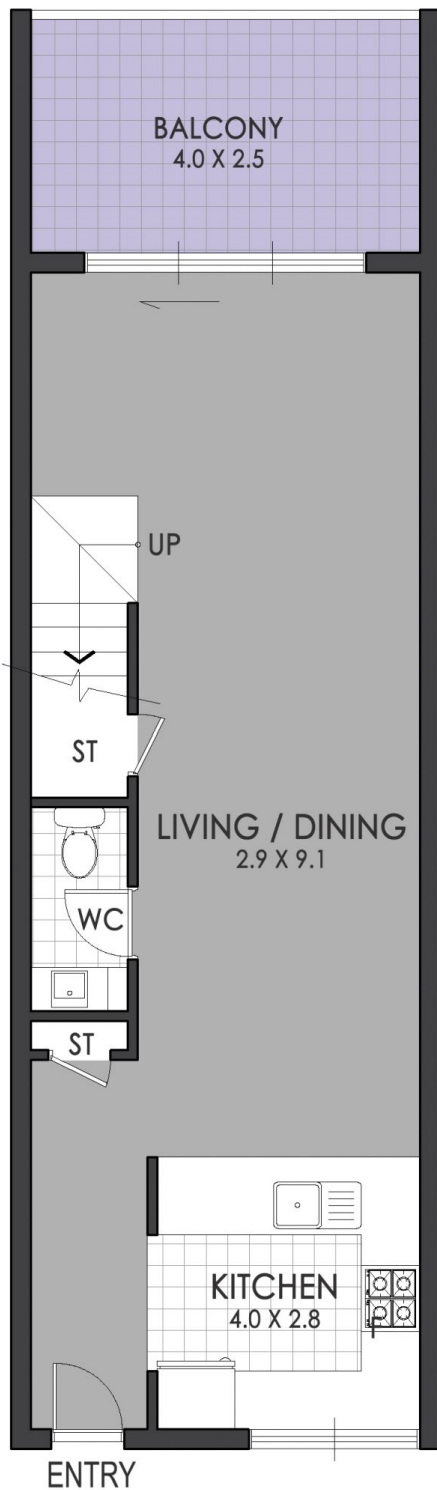 BALCONY
4.0 X 2.5
UP
ST
LIVING / DINING
2.9 X 9.1
WC
ST
KITCHEN
4.0 X 2.8
F
ENTRY